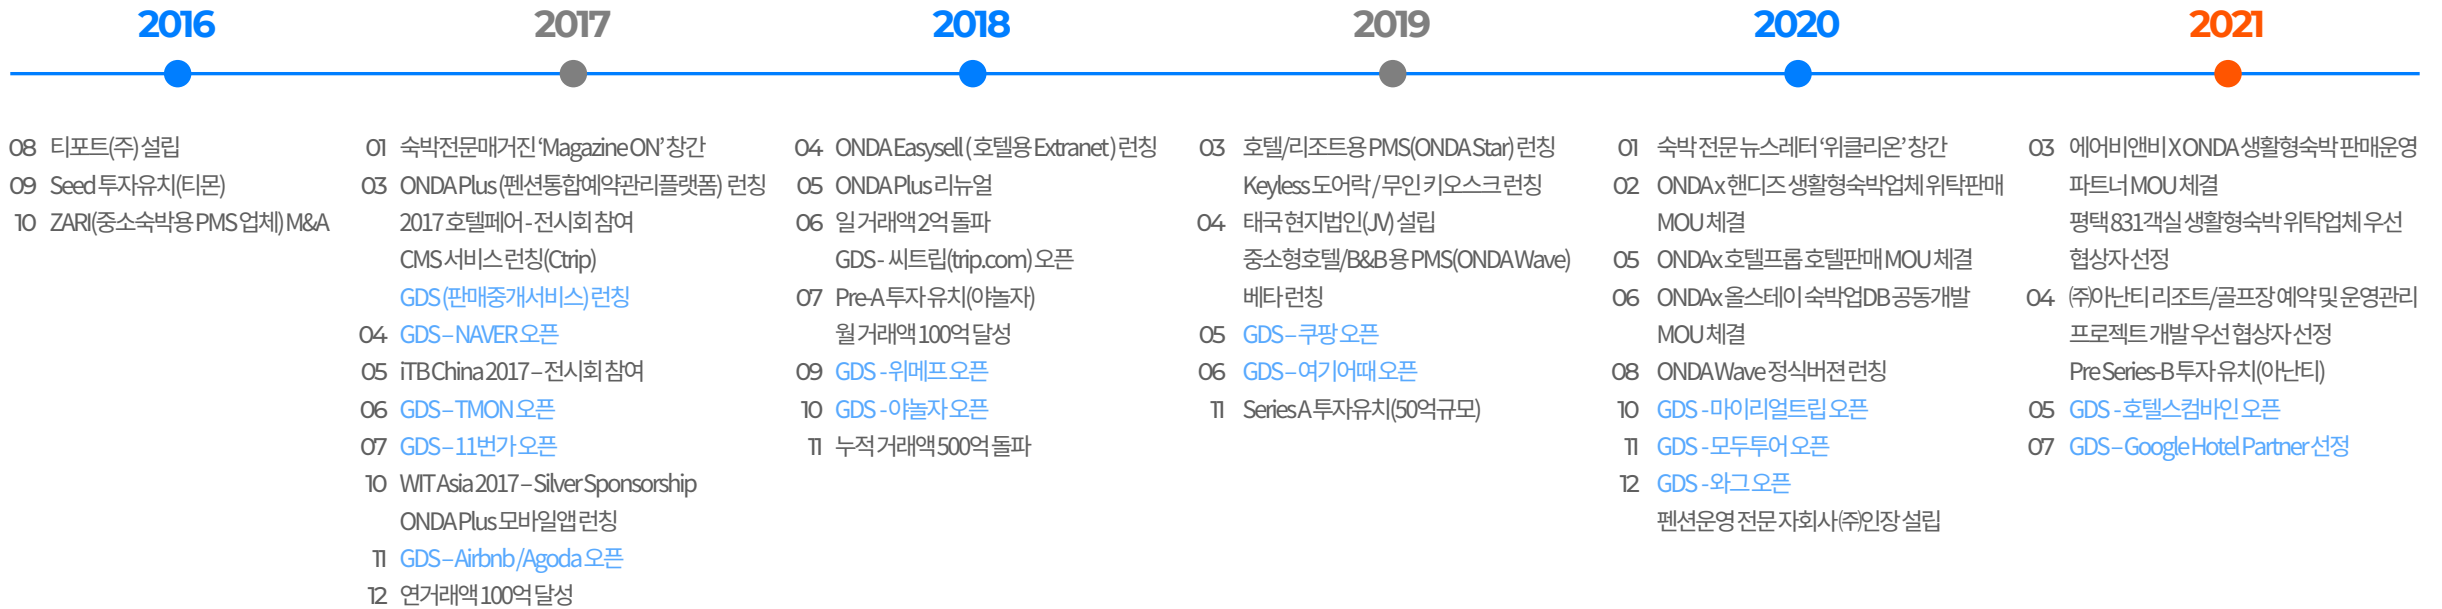 2016
08 티포트(주) 설립
09 Seed 투자유치(티몬)
10 ZARI(중소숙박용 PMS 업체) M&A
2017
01 숙박전문매거진 ‘Magazine ON’ 창간
03 ONDA Plus (펜션통합예약관리플랫폼) 런칭
2017 호텔페어 - 전시회 참여
CMS 서비스 런칭(Ctrip)
GDS (판매중개서비스) 런칭
04 GDS – NAVER 오픈
05 iTB China 2017 – 전시회 참여
06 GDS – TMON 오픈
07 GDS – 11번가 오픈
10 WIT Asia 2017 – Silver Sponsorship
ONDA Plus 모바일앱 런칭
11 GDS – Airbnb /Agoda 오픈
12 연거래액 100억 달성
2018
04 ONDA Easysell ( 호텔용 Extranet ) 런칭
05 ONDA Plus 리뉴얼
06 일 거래액 2억 돌파
GDS - 씨트립(trip.com) 오픈
07 Pre-A 투자 유치(야놀자)
월 거래액 100억 달성
09 GDS - 위메프 오픈
10 GDS - 야놀자 오픈
11 누적 거래액 500억 돌파
2019
03 호텔/리조트용 PMS(ONDA Star) 런칭
Keyless 도어락 / 무인 키오스크 런칭
04 태국 현지법인(JV) 설립
중소형호텔/B&B용 PMS(ONDA Wave)
베타 런칭
05 GDS – 쿠팡 오픈
06 GDS – 여기어때 오픈
11 Series A 투자유치(50억규모)
2020
01 숙박 전문 뉴스레터 ‘위클리온’ 창간
02 ONDA x 핸디즈 생활형숙박업체 위탁판매
MOU 체결
05 ONDA x 호텔프롭 호텔판매 MOU 체결
06 ONDA x 올스테이 숙박업DB 공동개발
MOU 체결
08 ONDA Wave 정식버젼 런칭
10 GDS - 마이리얼트립 오픈
11 GDS - 모두투어 오픈
12 GDS - 와그 오픈
펜션운영 전문 자회사 ㈜인장 설립
2021
03 에어비앤비 X ONDA 생활형숙박 판매운영
파트너 MOU 체결
평택 831객실 생활형숙박 위탁업체 우선
협상자 선정
04 ㈜아난티 리조트/골프장 예약 및 운영관리
프로젝트 개발 우선 협상자 선정
Pre Series-B 투자 유치(아난티)
05 GDS - 호텔스컴바인 오픈
07 GDS – Google Hotel Partner 선정